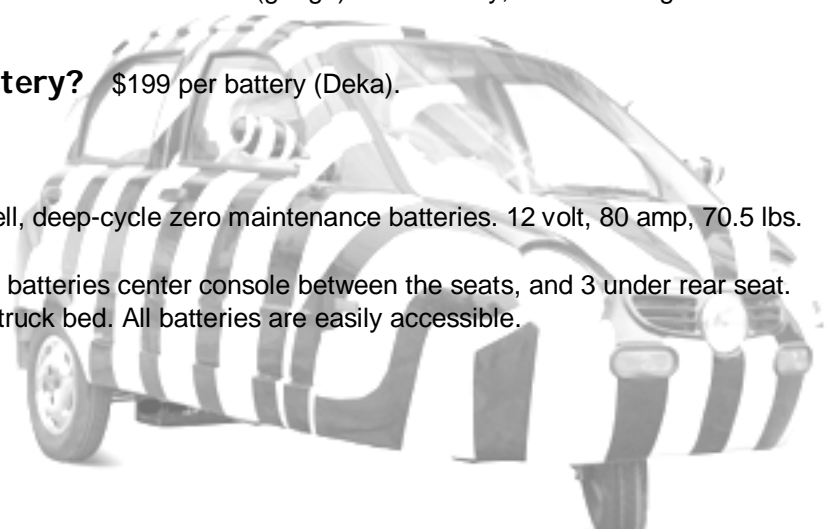 tery? $199 per battery (Deka).
ell, deep-cycle zero maintenance batteries. 12 volt, 80 amp, 70.5 lbs.
batteries center console between the seats, and 3 under rear seat.
truck bed. All batteries are easily accessible.